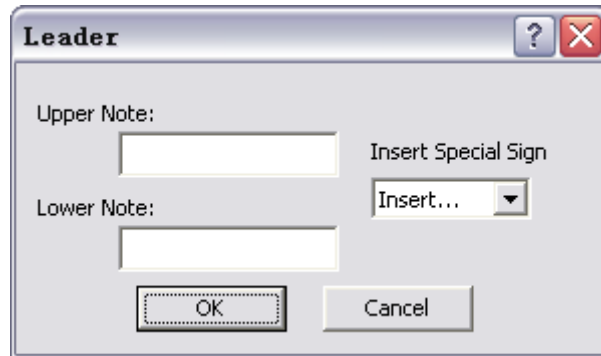 Leader
Upper Note:
Insert Special Sign
Insert...
Lower Note:
OK
Cancel